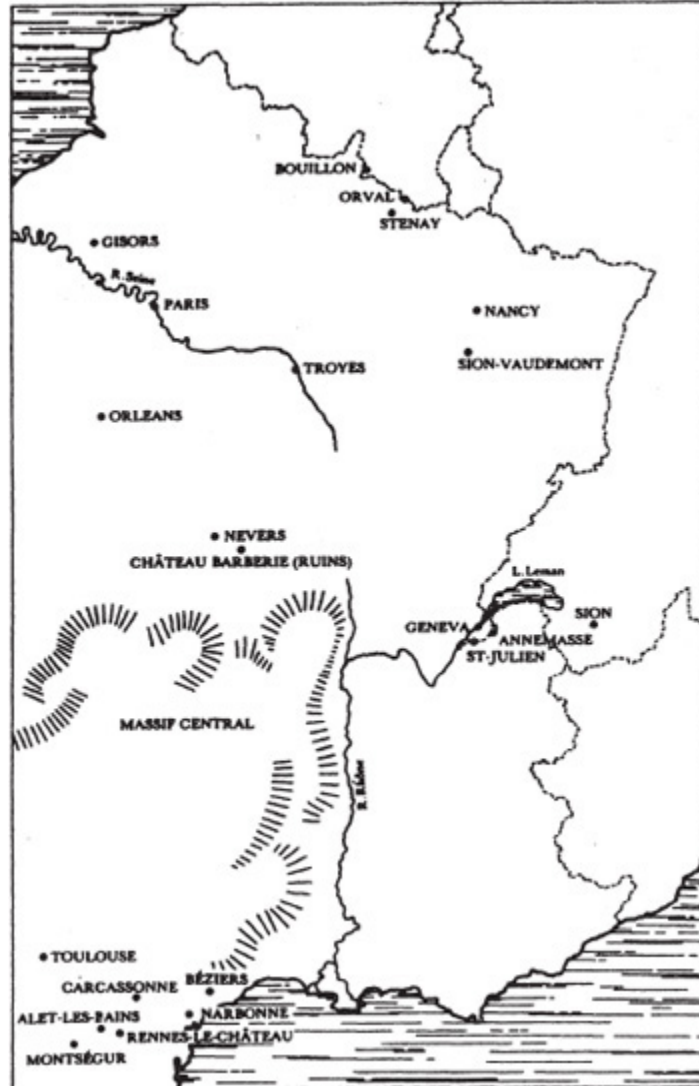 BOUILLON
ORVAL
STENAY
GISORS
R. Seine
PARIS
NANCY
SION-VAUDEMONT
TROYES
ORLEANS
NEVERS
CHÂTEAU BARBERIE (RUINS)
L. Leman
SION
GENEVA
ANNEMASSE
ST-JULIEN
MASSIF CENTRAL
R. Rhône
TOULOUSE
BÉZIERS
CARCASSONNE
NARBONNE
ALET-LES-BAINS
RENNES-LE-CHÂTEAU
MONTSÉGUR